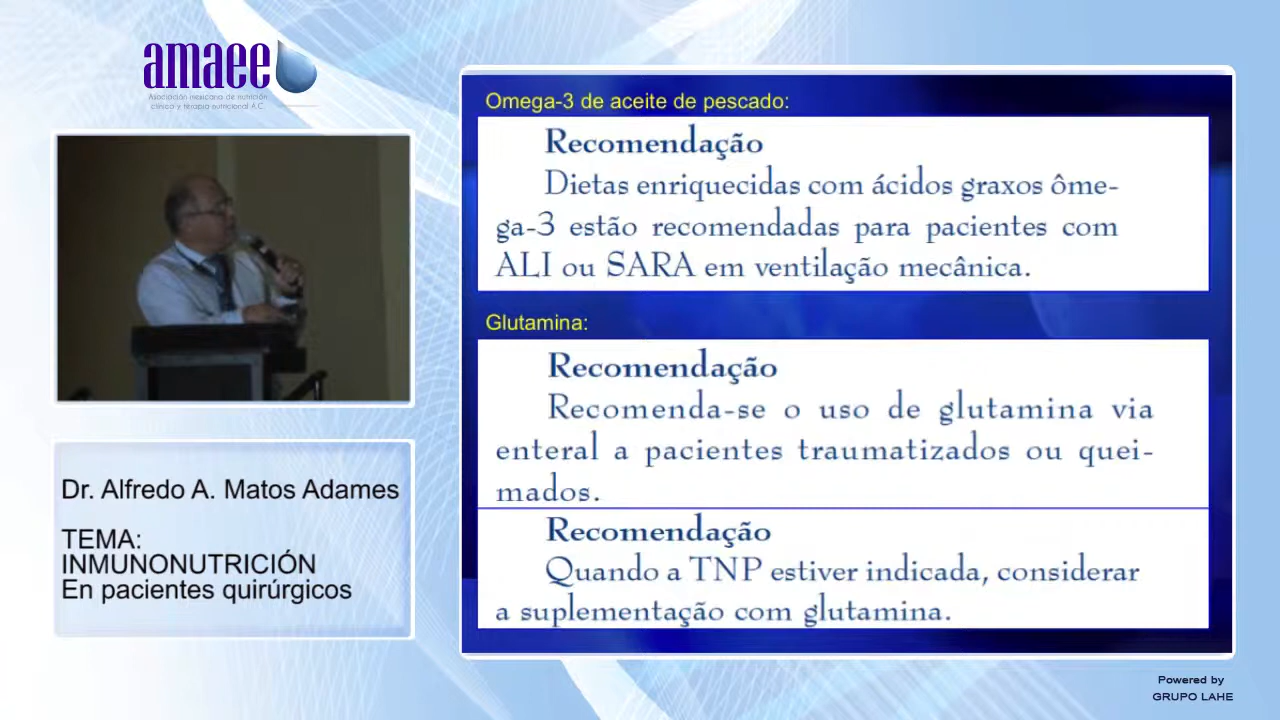 amaee
Asociación mexicana de nutrición
clínica y terapia nutricional A.C.
Dr. Alfredo A. Matos Adames
TEMA:
INMUNONUTRICIÓN
En pacientes quirúrgicos
Omega-3 de aceite de pescado:
Recomendação
Dietas enriquecidas com ácidos graxos ôme-
ga-3 estão recomendadas para pacientes com
ALI ou SARA em ventilação mecânica.
Glutamina:
Recomendação
Recomenda-se o uso de glutamina via
enteral a pacientes traumatizados ou quei-
mados.
Recomendação
Quando a TNP estiver indicada, considerar
a suplementação com glutamina.
Powered by
GRUPO LAHE